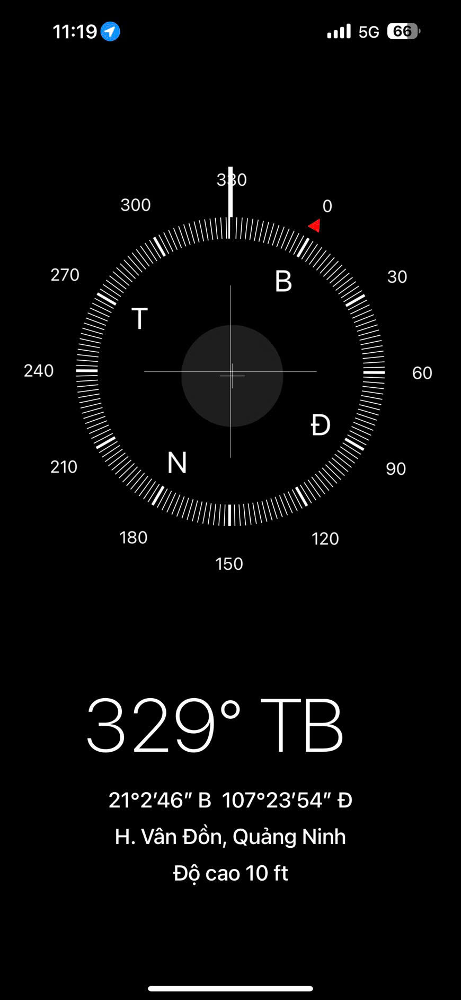 11:19 5G 66
330
300 0
270 30
B
T
240 60
Đ
N
210 90
180 120
150
329° TB
21°2′46″ B 107°23′54″ Đ
H. Vân Đồn, Quảng Ninh
Độ cao 10 ft